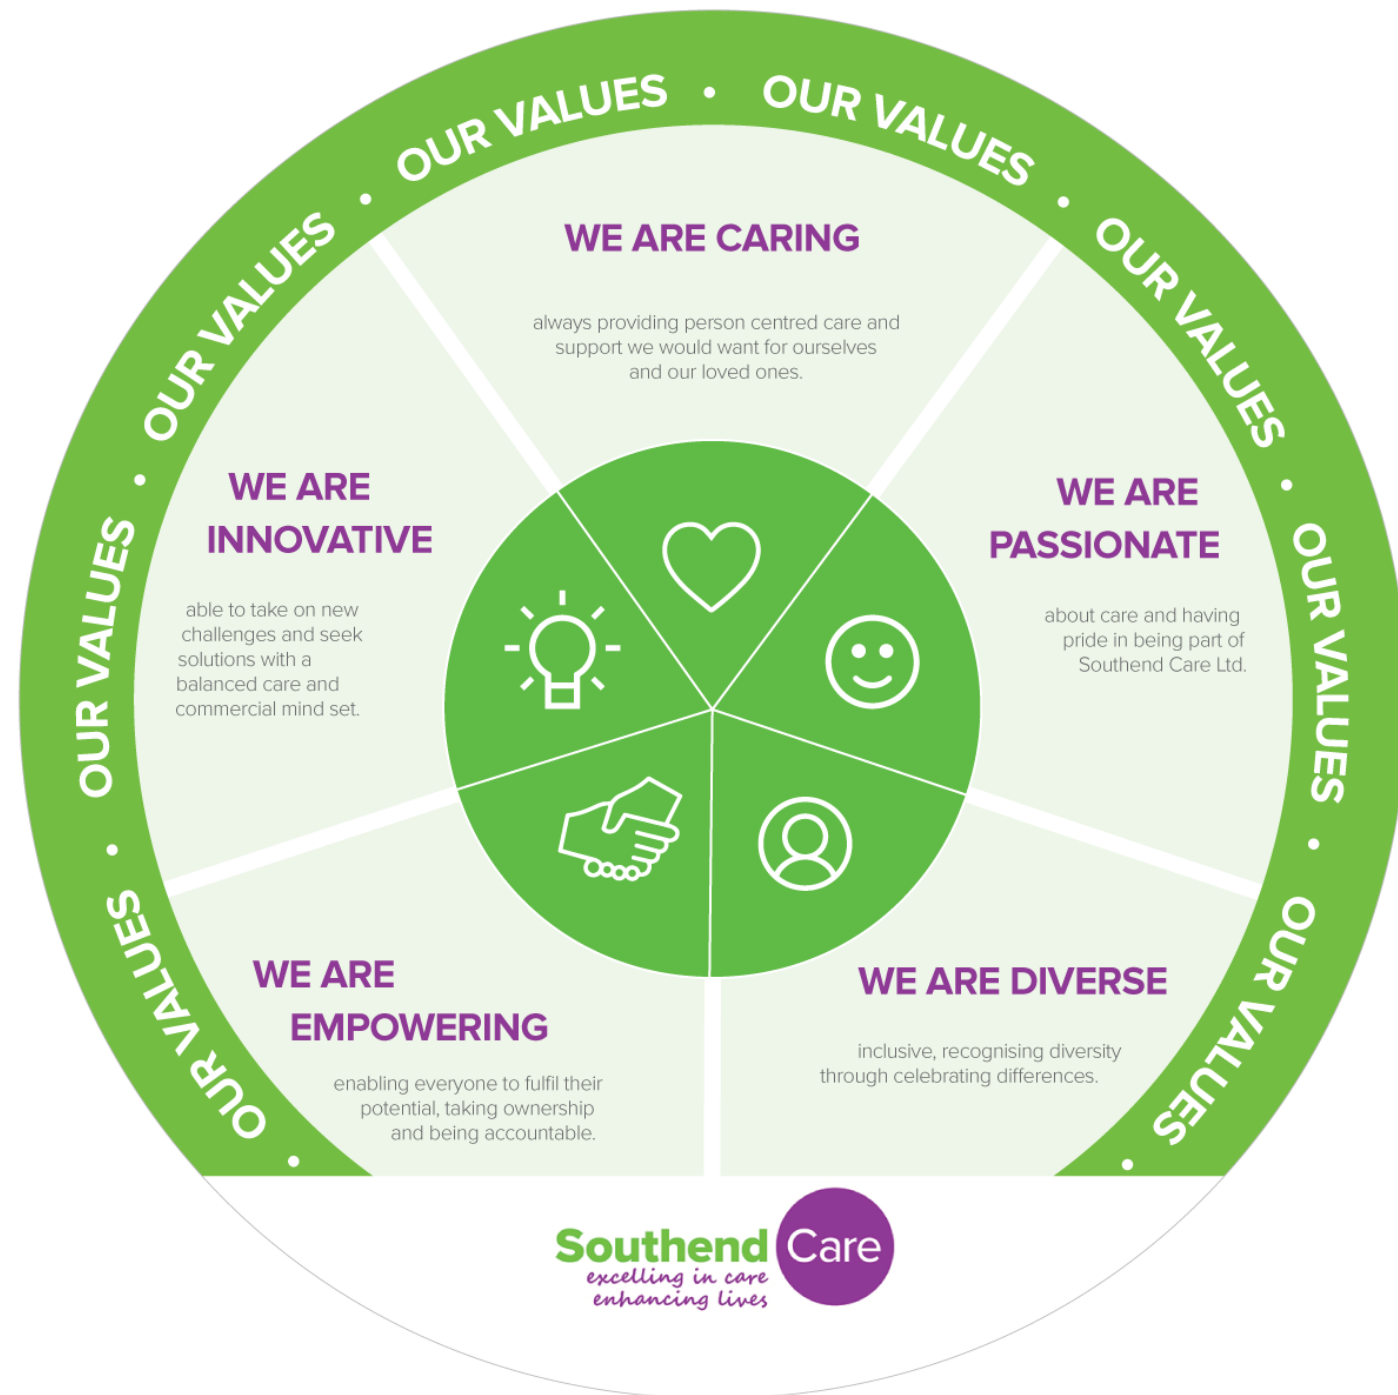 OUR VALUES • OUR VALUES • OUR VALUES • OUR VALUES • OUR VALUES • OUR VALUES • OUR VALUES • OUR VALUES
WE ARE CARING
always providing person centred care and
support we would want for ourselves
and our loved ones.
WE ARE
PASSIONATE
about care and having
pride in being part of
Southend Care Ltd.
WE ARE DIVERSE
inclusive, recognising diversity
through celebrating differences.
WE ARE
EMPOWERING
enabling everyone to fulfil their
potential, taking ownership
and being accountable.
WE ARE
INNOVATIVE
able to take on new
challenges and seek
solutions with a
balanced care and
commercial mind set.
Southend Care
excelling in care
enhancing lives